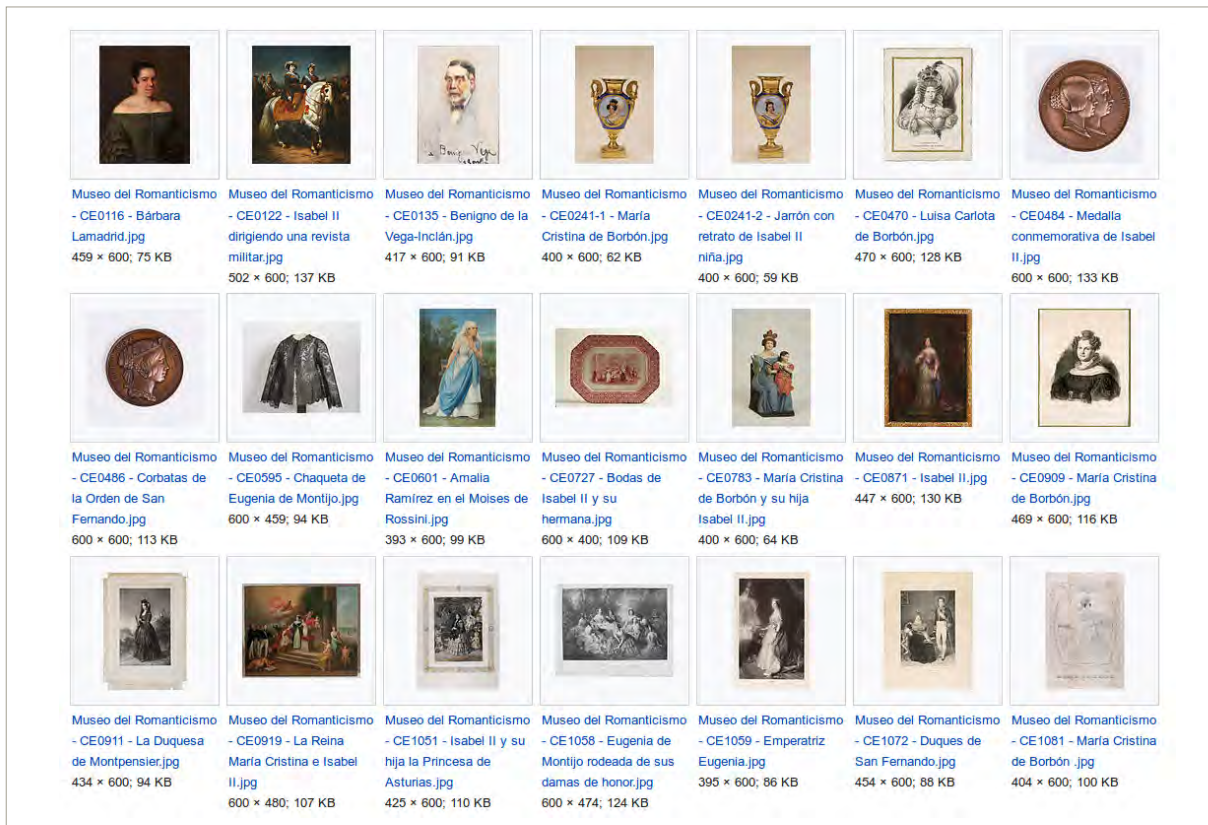 Museo del Romanticismo
- CE0116 - Bárbara
Lamadrid.jpg
459 × 600; 75 KB
Museo del Romanticismo
- CE0122 - Isabel II
dirigiendo una revista
militar.jpg
502 × 600; 137 KB
Museo del Romanticismo
- CE0135 - Benigno de la
Vega-Inclán.jpg
417 × 600; 91 KB
Museo del Romanticismo
- CE0241-1 - María
Cristina de Borbón.jpg
400 × 600; 62 KB
Museo del Romanticismo
- CE0241-2 - Jarrón con
retrato de Isabel II
niña.jpg
400 × 600; 59 KB
Museo del Romanticismo
- CE0470 - Luisa Carlota
de Borbón.jpg
470 × 600; 128 KB
Museo del Romanticismo
- CE0484 - Medalla
conmemorativa de Isabel
II.jpg
600 × 600; 133 KB
Museo del Romanticismo
- CE0486 - Corbatas de
la Orden de San
Fernando.jpg
600 × 600; 113 KB
Museo del Romanticismo
- CE0595 - Chaqueta de
Eugenia de Montijo.jpg
600 × 459; 94 KB
Museo del Romanticismo
- CE0601 - Amalia
Ramírez en el Moises de
Rossini.jpg
393 × 600; 99 KB
Museo del Romanticismo
- CE0727 - Bodas de
Isabel II y su
hermana.jpg
600 × 400; 109 KB
Museo del Romanticismo
- CE0783 - María Cristina
de Borbón y su hija
Isabel II.jpg
400 × 600; 64 KB
Museo del Romanticismo
- CE0871 - Isabel II.jpg
447 × 600; 130 KB
Museo del Romanticismo
- CE0909 - María Cristina
de Borbón.jpg
469 × 600; 116 KB
Museo del Romanticismo
- CE0911 - La Duquesa
de Montpensier.jpg
434 × 600; 94 KB
Museo del Romanticismo
- CE0919 - La Reina
María Cristina e Isabel
II.jpg
600 × 480; 107 KB
Museo del Romanticismo
- CE1051 - Isabel II y su
hija la Princesa de
Asturias.jpg
425 × 600; 110 KB
Museo del Romanticismo
- CE1058 - Eugenia de
Montijo rodeada de sus
damas de honor.jpg
600 × 474; 124 KB
Museo del Romanticismo
- CE1059 - Emperatriz
Eugenia.jpg
395 × 600; 86 KB
Museo del Romanticismo
- CE1072 - Duques de
San Fernando.jpg
454 × 600; 88 KB
Museo del Romanticismo
- CE1081 - María Cristina
de Borbón .jpg
404 × 600; 100 KB